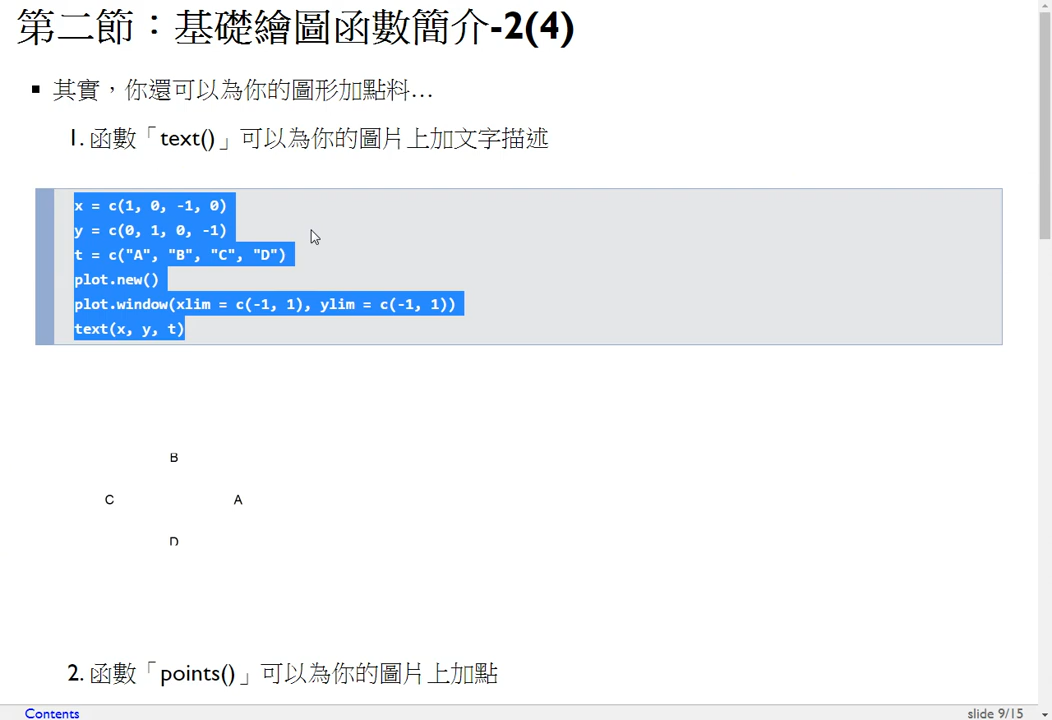 第二節：基礎繪圖函數簡介-2(4)
▪ 其實，你還可以為你的圖形加點料…
1. 函數「text()」可以為你的圖片上加文字描述
x = c(1, 0, -1, 0)
y = c(0, 1, 0, -1)
t = c("A", "B", "C", "D")
plot.new()
plot.window(xlim = c(-1, 1), ylim = c(-1, 1))
text(x, y, t)
B
C A
D
2. 函數「points()」可以為你的圖片上加點
Contents slide 9/15